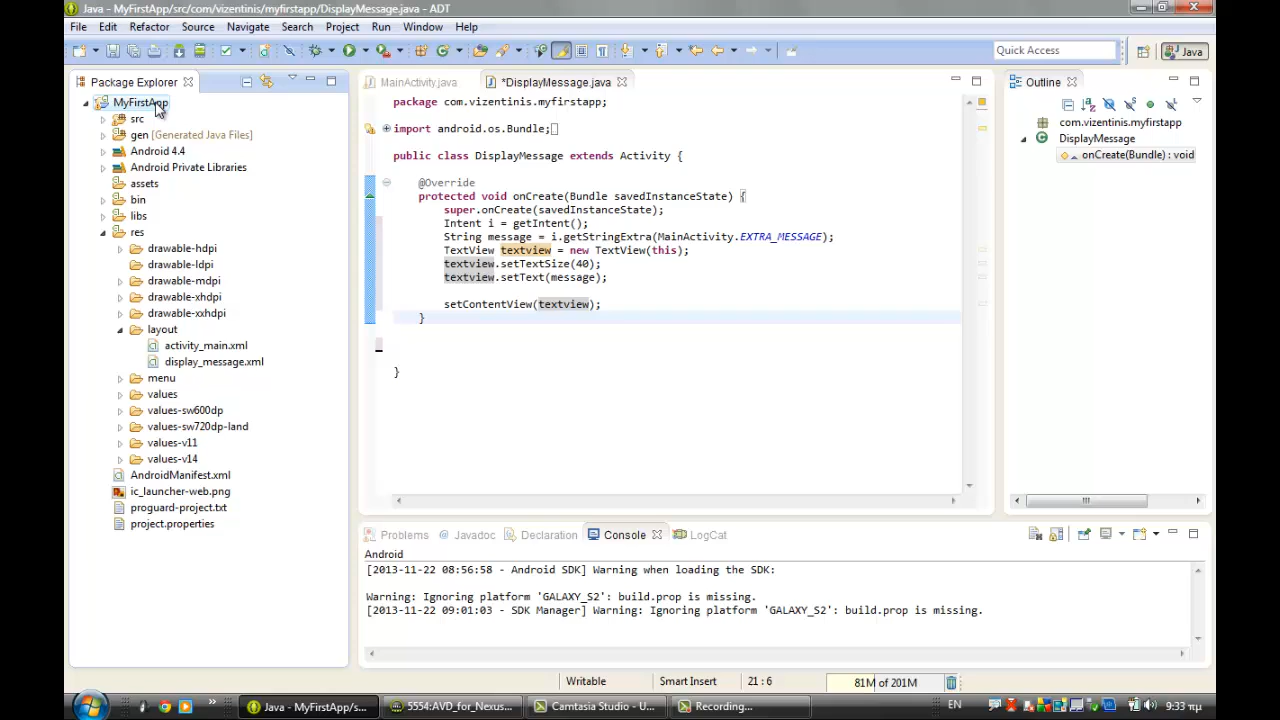 Java - MyFirstApp/src/com/vizentinis/myfirstapp/DisplayMessage.java - ADT
File Edit Refactor Source Navigate Search Project Run Window Help
Quick Access
Java
Package Explorer
MyFirstApp
src
gen [Generated Java Files]
Android 4.4
Android Private Libraries
assets
bin
libs
res
drawable-hdpi
drawable-ldpi
drawable-mdpi
drawable-xhdpi
drawable-xxhdpi
layout
activity_main.xml
display_message.xml
menu
values
values-sw600dp
values-sw720dp-land
values-v11
values-v14
AndroidManifest.xml
ic_launcher-web.png
proguard-project.txt
project.properties
MainActivity.java
*DisplayMessage.java
package com.vizentinis.myfirstapp;
import android.os.Bundle;
public class DisplayMessage extends Activity {
@Override
protected void onCreate(Bundle savedInstanceState) {
super.onCreate(savedInstanceState);
Intent i = getIntent();
String message = i.getStringExtra(MainActivity.EXTRA_MESSAGE);
TextView textview = new TextView(this);
textview.setTextSize(40);
textview.setText(message);
setContentView(textview);
}
}
Outline
com.vizentinis.myfirstapp
DisplayMessage
onCreate(Bundle) : void
Problems
@ Javadoc
Declaration
Console
LogCat
Android
[2013-11-22 08:56:58 - Android SDK] Warning when loading the SDK:
Warning: Ignoring platform 'GALAXY_S2': build.prop is missing.
[2013-11-22 09:01:03 - SDK Manager] Warning: Ignoring platform 'GALAXY_S2': build.prop is missing.
Writable
Smart Insert
21 : 6
81M of 201M
Java - MyFirstApp/s...
5554:AVD_for_Nexus...
Camtasia Studio - U...
Recording...
EN
9:33 πμ